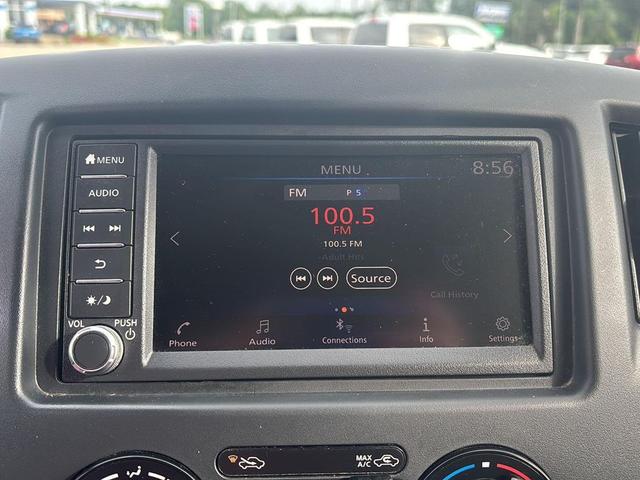 MENU
AUDIO
VOL
PUSH
MENU
8:56
FM P 5
100.5
FM
100.5 FM
Adult Hits
Source
Call History
Phone
Audio
Connections
Info
Settings
MAX
A/C